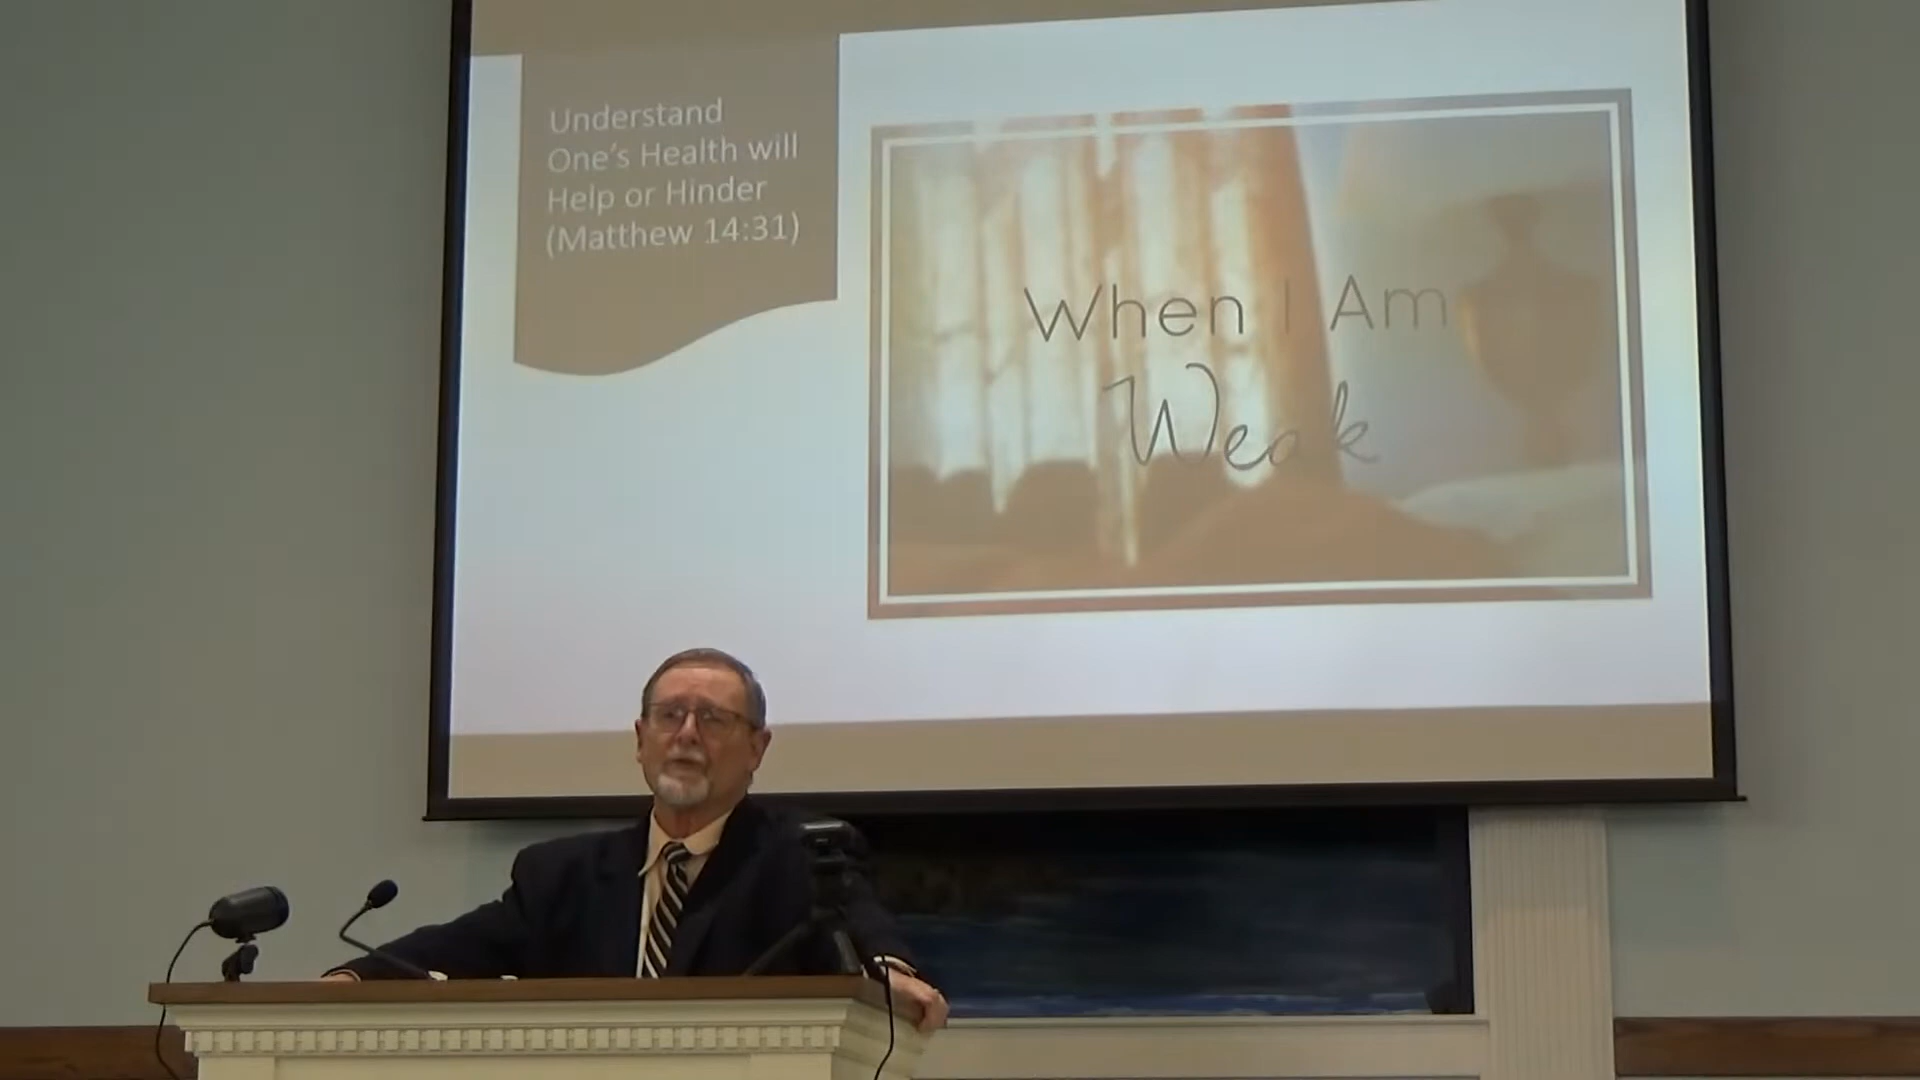 Understand
One's Health will
Help or Hinder
(Matthew 14:31)
When I Am
Weak